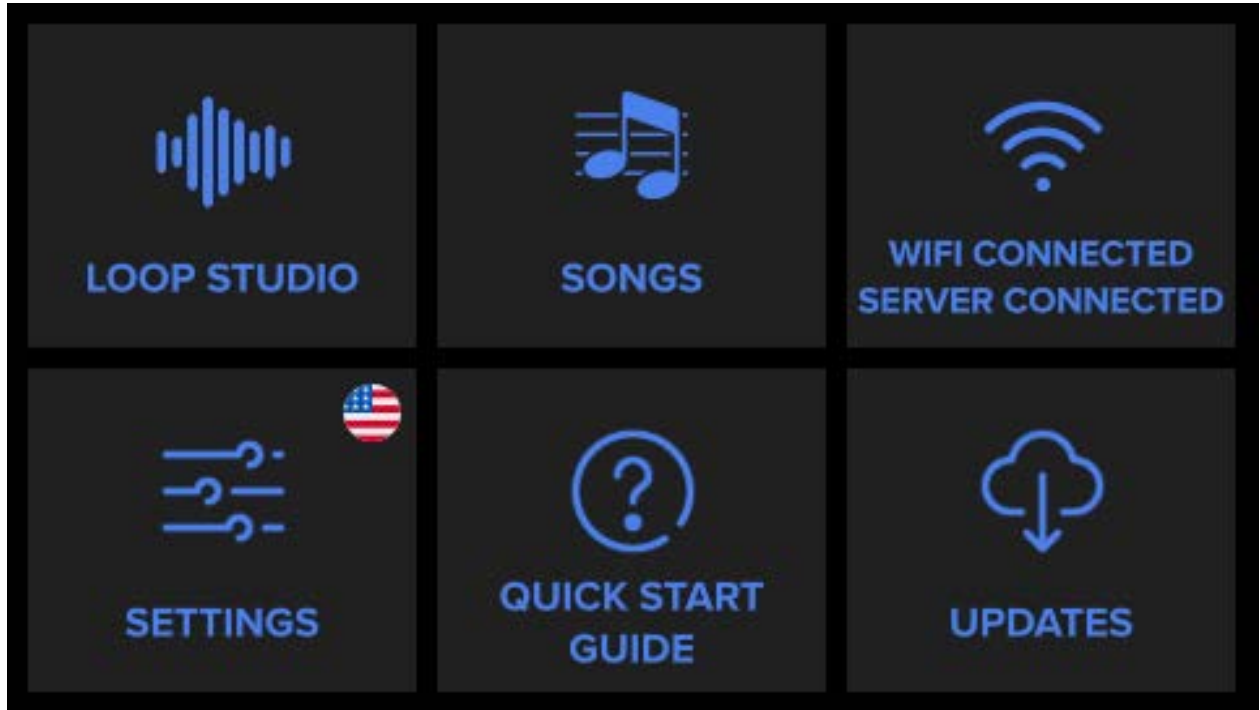 LOOP STUDIO
SONGS
WIFI CONNECTED
SERVER CONNECTED
SETTINGS
QUICK START
GUIDE
UPDATES